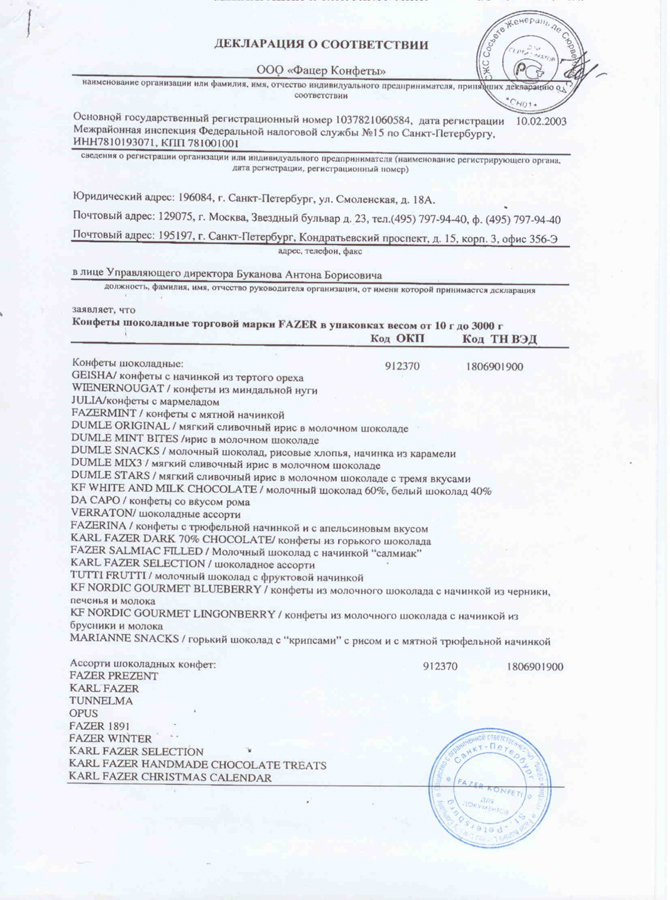 ДЕКЛАРАЦИЯ О СООТВЕТСТВИИ
ООО «Фацер Конфеты»
наименование организации или фамилия, имя, отчество индивидуального предпринимателя, принявших декларацию о
соответствии
Основной государственный регистрационный номер 1037821060584, дата регистрации 10.02.2003
Межрайонная инспекция Федеральной налоговой службы №15 по Санкт-Петербургу,
ИНН7810193071, КПП 781001001
сведения о регистрации организации или индивидуального предпринимателя (наименование регистрирующего органа,
дата регистрации, регистрационный номер)
Юридический адрес: 196084, г. Санкт-Петербург, ул. Смоленская, д. 18А.
Почтовый адрес: 129075, г. Москва, Звездный бульвар д. 23, тел.(495) 797-94-40, ф. (495) 797-94-40
Почтовый адрес: 195197, г. Санкт-Петербург, Кондратьевский проспект, д. 15, корп. 3, офис 356-Э
адрес, телефон, факс
в лице Управляющего директора Буканова Антона Борисовича
должность, фамилия, имя, отчество руководителя организации, от имени которой принимается декларация
заявляет, что
Конфеты шоколадные торговой марки FAZER в упаковках весом от 10 г до 3000 г
Код ОКП Код ТН ВЭД
Конфеты шоколадные: 912370 1806901900
GEISHA/ конфеты с начинкой из тертого ореха
WIENERNOUGAT / конфеты из миндальной нуги
JULIA/конфеты с мармеладом
FAZERMINT / конфеты с мятной начинкой
DUMLE ORIGINAL / мягкий сливочный ирис в молочном шоколаде
DUMLE MINT BITES /ирис в молочном шоколаде
DUMLE SNACKS / молочный шоколад, рисовые хлопья, начинка из карамели
DUMLE MIX3 / мягкий сливочный ирис в молочном шоколаде
DUMLE STARS / мягкий сливочный ирис в молочном шоколаде с тремя вкусами
KF WHITE AND MILK CHOCOLATE / молочный шоколад 60%, белый шоколад 40%
DA CAPO / конфеты со вкусом рома
VERRATON/ шоколадные ассорти
FAZERINA / конфеты с трюфельной начинкой и с апельсиновым вкусом
KARL FAZER DARK 70% CHOCOLATE/ конфеты из горького шоколада
FAZER SALMIAC FILLED / Молочный шоколад с начинкой "салмиак"
KARL FAZER SELECTION / шоколадное ассорти
TUTTI FRUTTI / молочный шоколад с фруктовой начинкой
KF NORDIC GOURMET BLUEBERRY / конфеты из молочного шоколада с начинкой из черники,
печенья и молока
KF NORDIC GOURMET LINGONBERRY / конфеты из молочного шоколада с начинкой из
брусники и молока
MARIANNE SNACKS / горький шоколад с "крипсами" с рисом и с мятной трюфельной начинкой
Ассорти шоколадных конфет: 912370 1806901900
FAZER PREZENT
KARL FAZER
TUNNELMA
OPUS
FAZER 1891
FAZER WINTER
KARL FAZER SELECTION
KARL FAZER HANDMADE CHOCOLATE TREATS
KARL FAZER CHRISTMAS CALENDAR
Санкт-Петербург
FAZER KONFETI
ДЛЯ
ДОКУМЕНТОВ
St.Petersburg